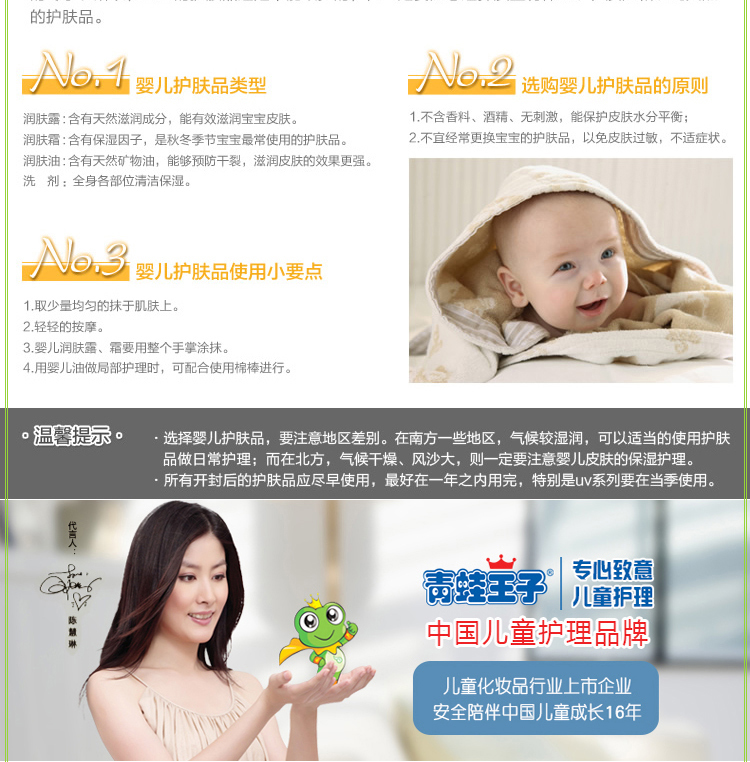 的护肤品。
No.1 婴儿护肤品类型
润肤露：含有天然滋润成分，能有效滋润宝宝皮肤。
润肤霜：含有保湿因子，是秋冬季节宝宝最常使用的护肤品。
润肤油：含有天然矿物油，能够预防干裂，滋润皮肤的效果更强。
洗 剂：全身各部位清洁保湿。
No.2 选购婴儿护肤品的原则
1.不含香料、酒精、无刺激，能保护皮肤水分平衡；
2.不宜经常更换宝宝的护肤品，以免皮肤过敏，不适症状。
No.3 婴儿护肤品使用小要点
1.取少量均匀的抹于肌肤上。
2.轻轻的按摩。
3.婴儿润肤露、霜要用整个手掌涂抹。
4.用婴儿油做局部护理时，可配合使用棉棒进行。
·温馨提示·
·选择婴儿护肤品，要注意地区差别。在南方一些地区，气候较湿润，可以适当的使用护肤
品做日常护理；而在北方，气候干燥、风沙大，则一定要注意婴儿皮肤的保湿护理。
·所有开封后的护肤品应尽早使用，最好在一年之内用完，特别是uv系列要在当季使用。
代言人：
陈慧琳
青蛙王子®
专心致意
儿童护理
中国儿童护理品牌
儿童化妆品行业上市企业
安全陪伴中国儿童成长16年